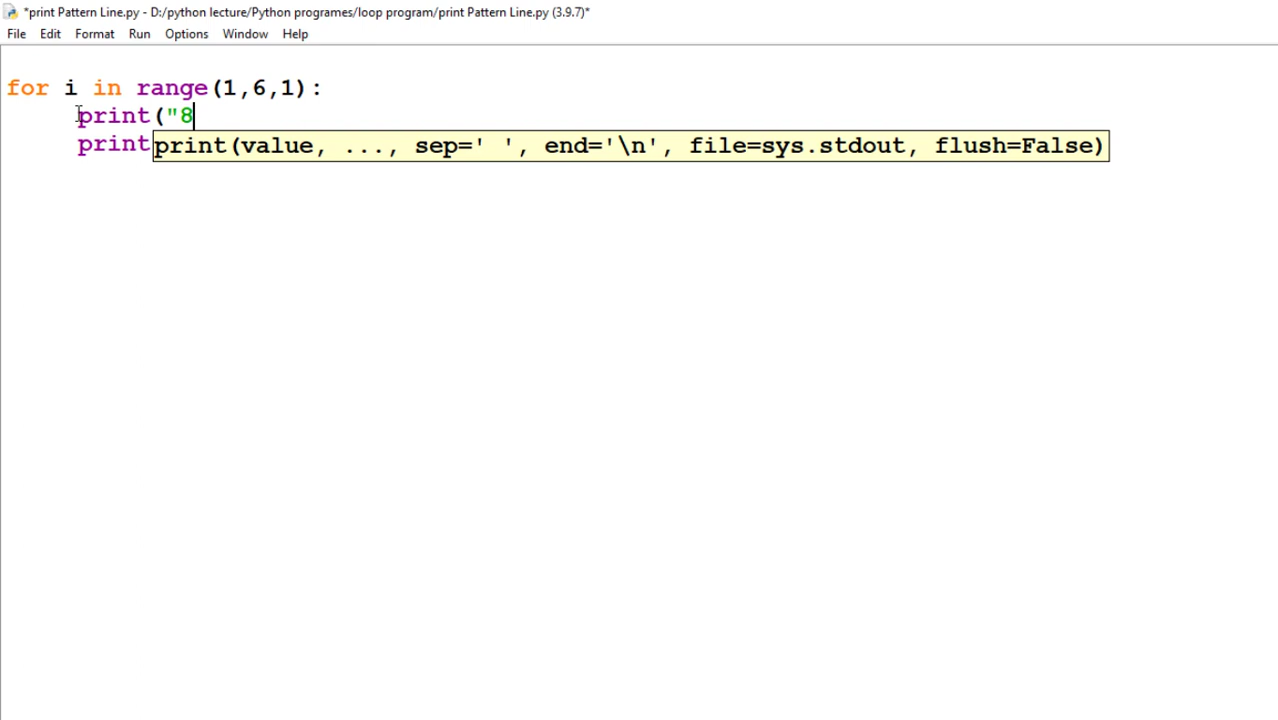 *print Pattern Line.py - D:/python lecture/Python programes/loop program/print Pattern Line.py (3.9.7)*
File Edit Format Run Options Window Help
for i in range(1,6,1):
print("8
print
print(value, ..., sep=' ', end='\n', file=sys.stdout, flush=False)